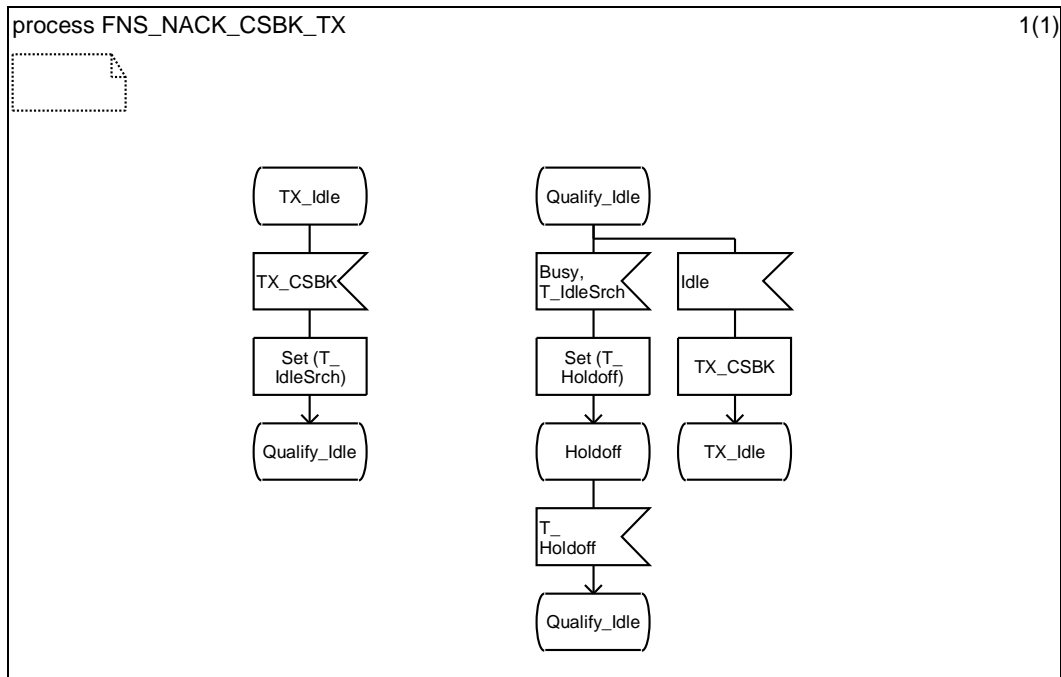 process FNS_NACK_CSBK_TX
1(1)
TX_Idle
TX_CSBK
Set (T_
IdleSrch)
Qualify_Idle
Qualify_Idle
Busy,
T_IdleSrch
Set (T_
Holdoff)
Holdoff
T_
Holdoff
Qualify_Idle
Idle
TX_CSBK
TX_Idle